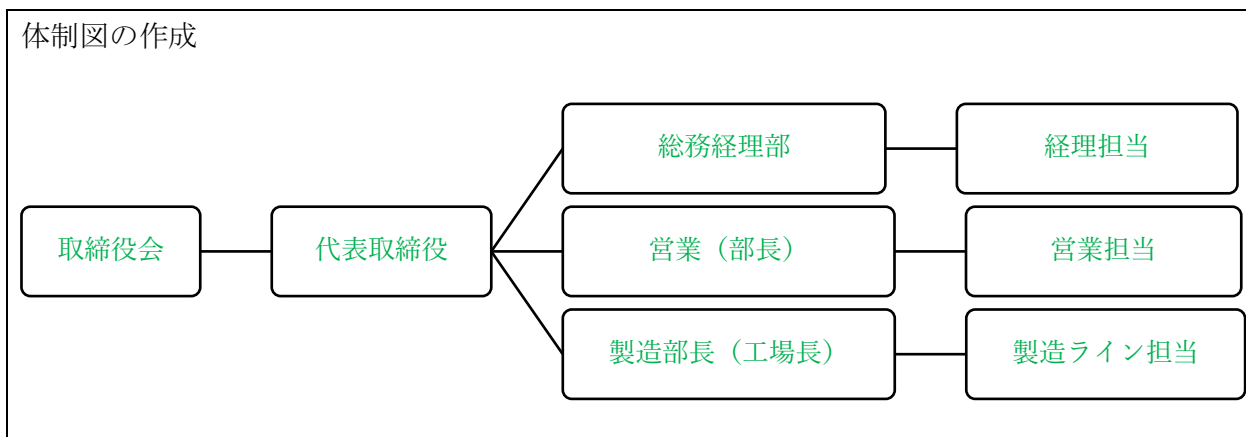 体制図の作成
総務経理部
経理担当
取締役会
代表取締役
営業（部長）
営業担当
製造部長（工場長）
製造ライン担当